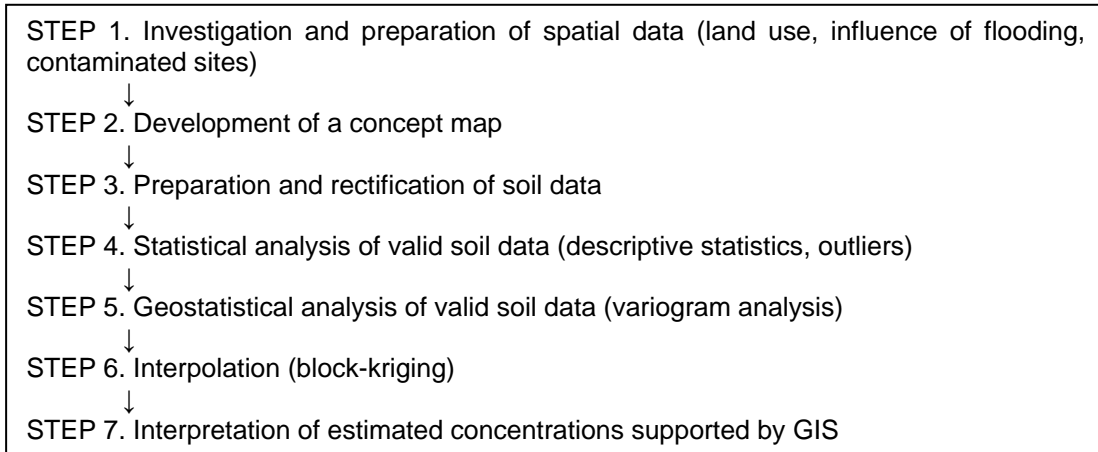 STEP 1. Investigation and preparation of spatial data (land use, influence of flooding,
contaminated sites)
↓
STEP 2. Development of a concept map
↓
STEP 3. Preparation and rectification of soil data
↓
STEP 4. Statistical analysis of valid soil data (descriptive statistics, outliers)
↓
STEP 5. Geostatistical analysis of valid soil data (variogram analysis)
↓
STEP 6. Interpolation (block-kriging)
↓
STEP 7. Interpretation of estimated concentrations supported by GIS